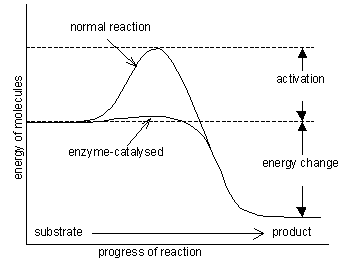 normal reaction
activation
energy of molecules
enzyme-catalysed
energy change
substrate
product
progress of reaction